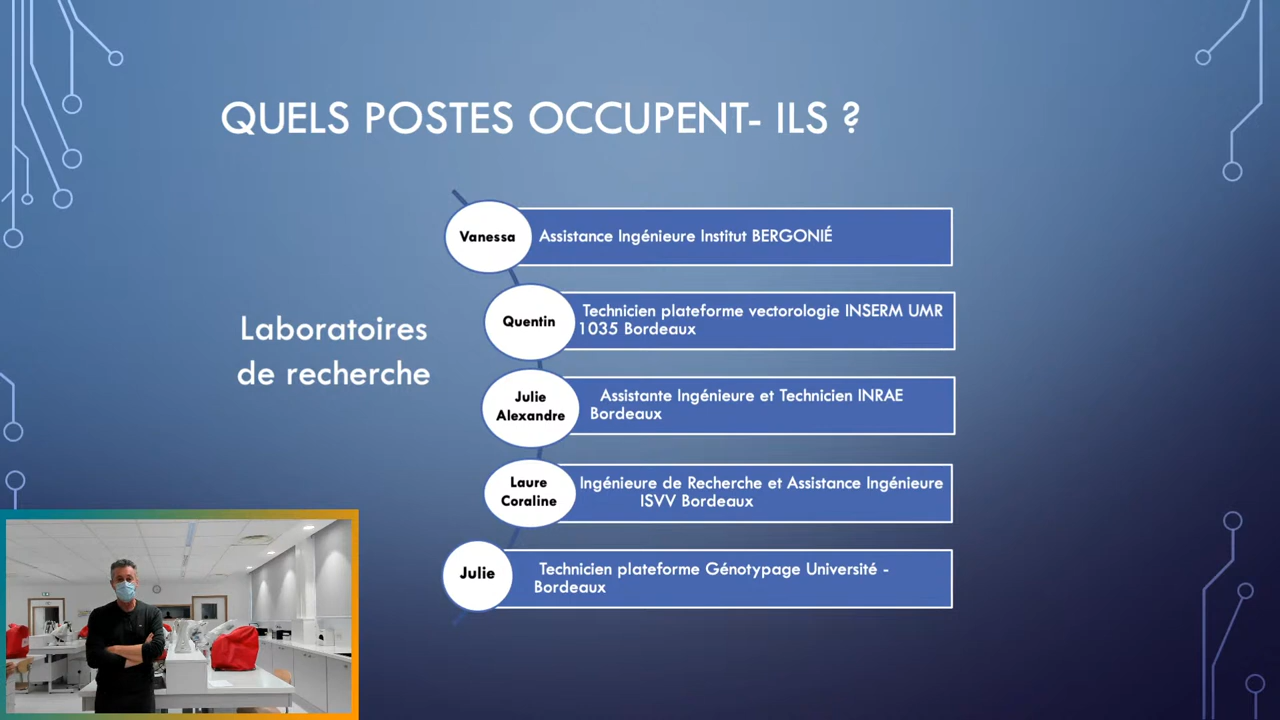 QUELS POSTES OCCUPENT- ILS ?
Laboratoires
de recherche
Vanessa
Assistance Ingénieure Institut BERGONIÉ
Quentin
Technicien plateforme vectorologie INSERM UMR
1035 Bordeaux
Julie
Alexandre
Assistante Ingénieure et Technicien INRAE
Bordeaux
Laure
Coraline
Ingénieure de Recherche et Assistance Ingénieure
ISVV Bordeaux
Julie
Technicien plateforme Génotypage Université -
Bordeaux